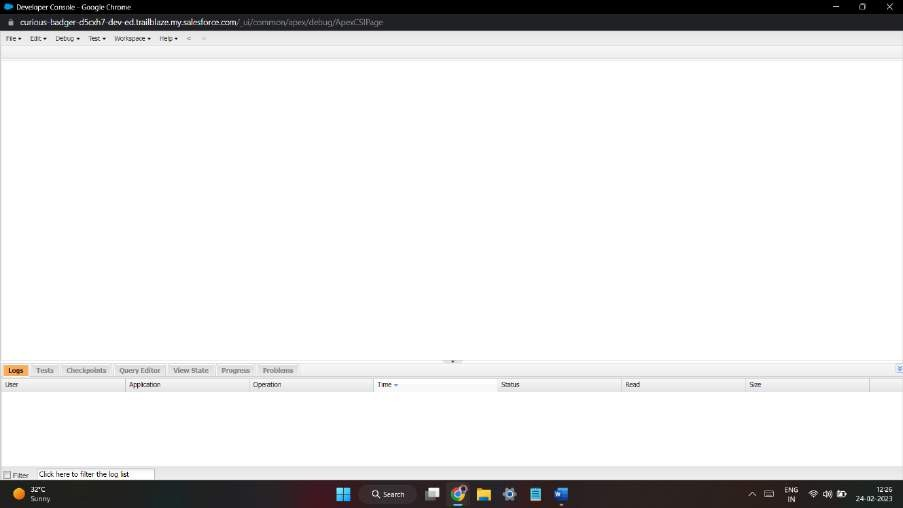 Developer Console - Google Chrome
curious-badger-d5cxh7-dev-ed.trailblaze.my.salesforce.com/_ui/common/apex/debug/ApexCSIPage
File Edit Debug Test Workspace Help < >
Logs Tests Checkpoints Query Editor View State Progress Problems
User Application Operation Time Status Read Size
Filter Click here to filter the log list
32°C
Sunny
Search
ENG
IN
12:26
24-02-2023